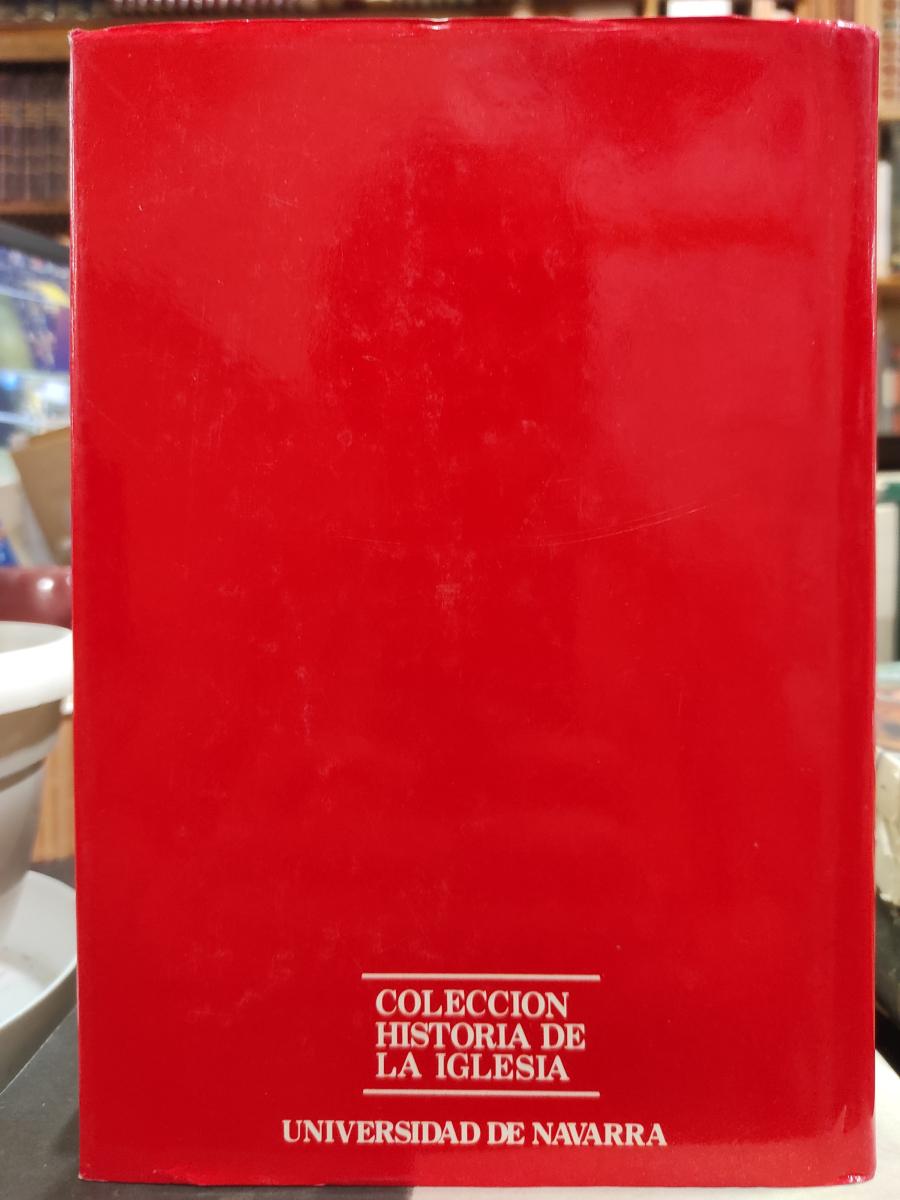 COLECCION
HISTORIA DE
LA IGLESIA
UNIVERSIDAD DE NAVARRA